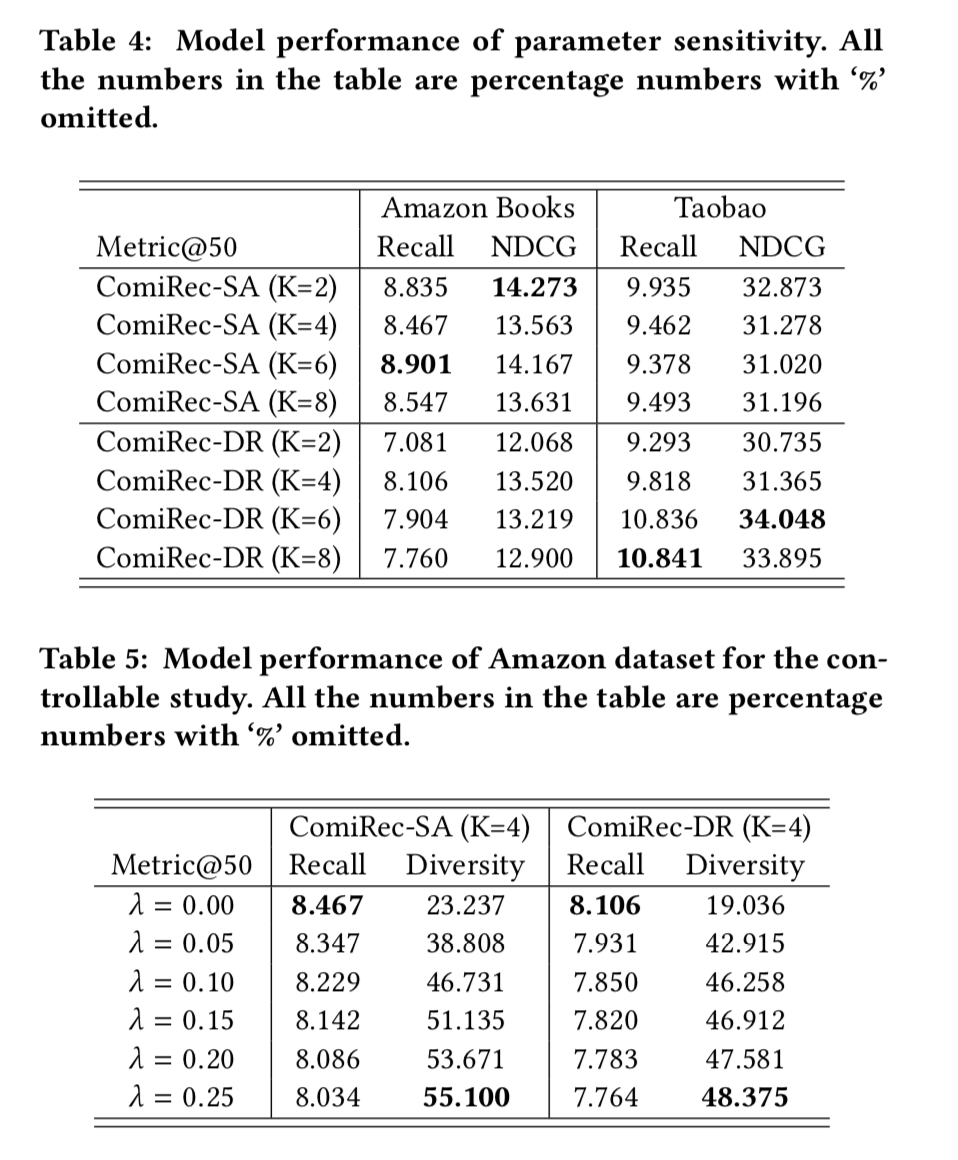 Table 4: Model performance of parameter sensitivity. All
the numbers in the table are percentage numbers with ‘%’
omitted.
Amazon Books Taobao
Metric@50 Recall NDCG Recall NDCG
ComiRec-SA (K=2) 8.835 14.273 9.935 32.873
ComiRec-SA (K=4) 8.467 13.563 9.462 31.278
ComiRec-SA (K=6) 8.901 14.167 9.378 31.020
ComiRec-SA (K=8) 8.547 13.631 9.493 31.196
ComiRec-DR (K=2) 7.081 12.068 9.293 30.735
ComiRec-DR (K=4) 8.106 13.520 9.818 31.365
ComiRec-DR (K=6) 7.904 13.219 10.836 34.048
ComiRec-DR (K=8) 7.760 12.900 10.841 33.895
Table 5: Model performance of Amazon dataset for the con-
trollable study. All the numbers in the table are percentage
numbers with ‘%’ omitted.
ComiRec-SA (K=4) ComiRec-DR (K=4)
Metric@50 Recall Diversity Recall Diversity
λ = 0.00 8.467 23.237 8.106 19.036
λ = 0.05 8.347 38.808 7.931 42.915
λ = 0.10 8.229 46.731 7.850 46.258
λ = 0.15 8.142 51.135 7.820 46.912
λ = 0.20 8.086 53.671 7.783 47.581
λ = 0.25 8.034 55.100 7.764 48.375